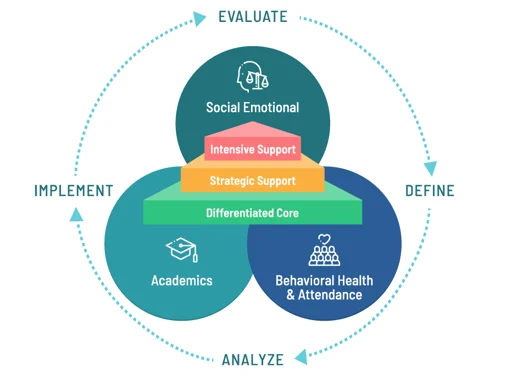 EVALUATE
Social Emotional
Intensive Support
Strategic Support
IMPLEMENT
DEFINE
Differentiated Core
Academics
Behavioral Health
& Attendance
ANALYZE